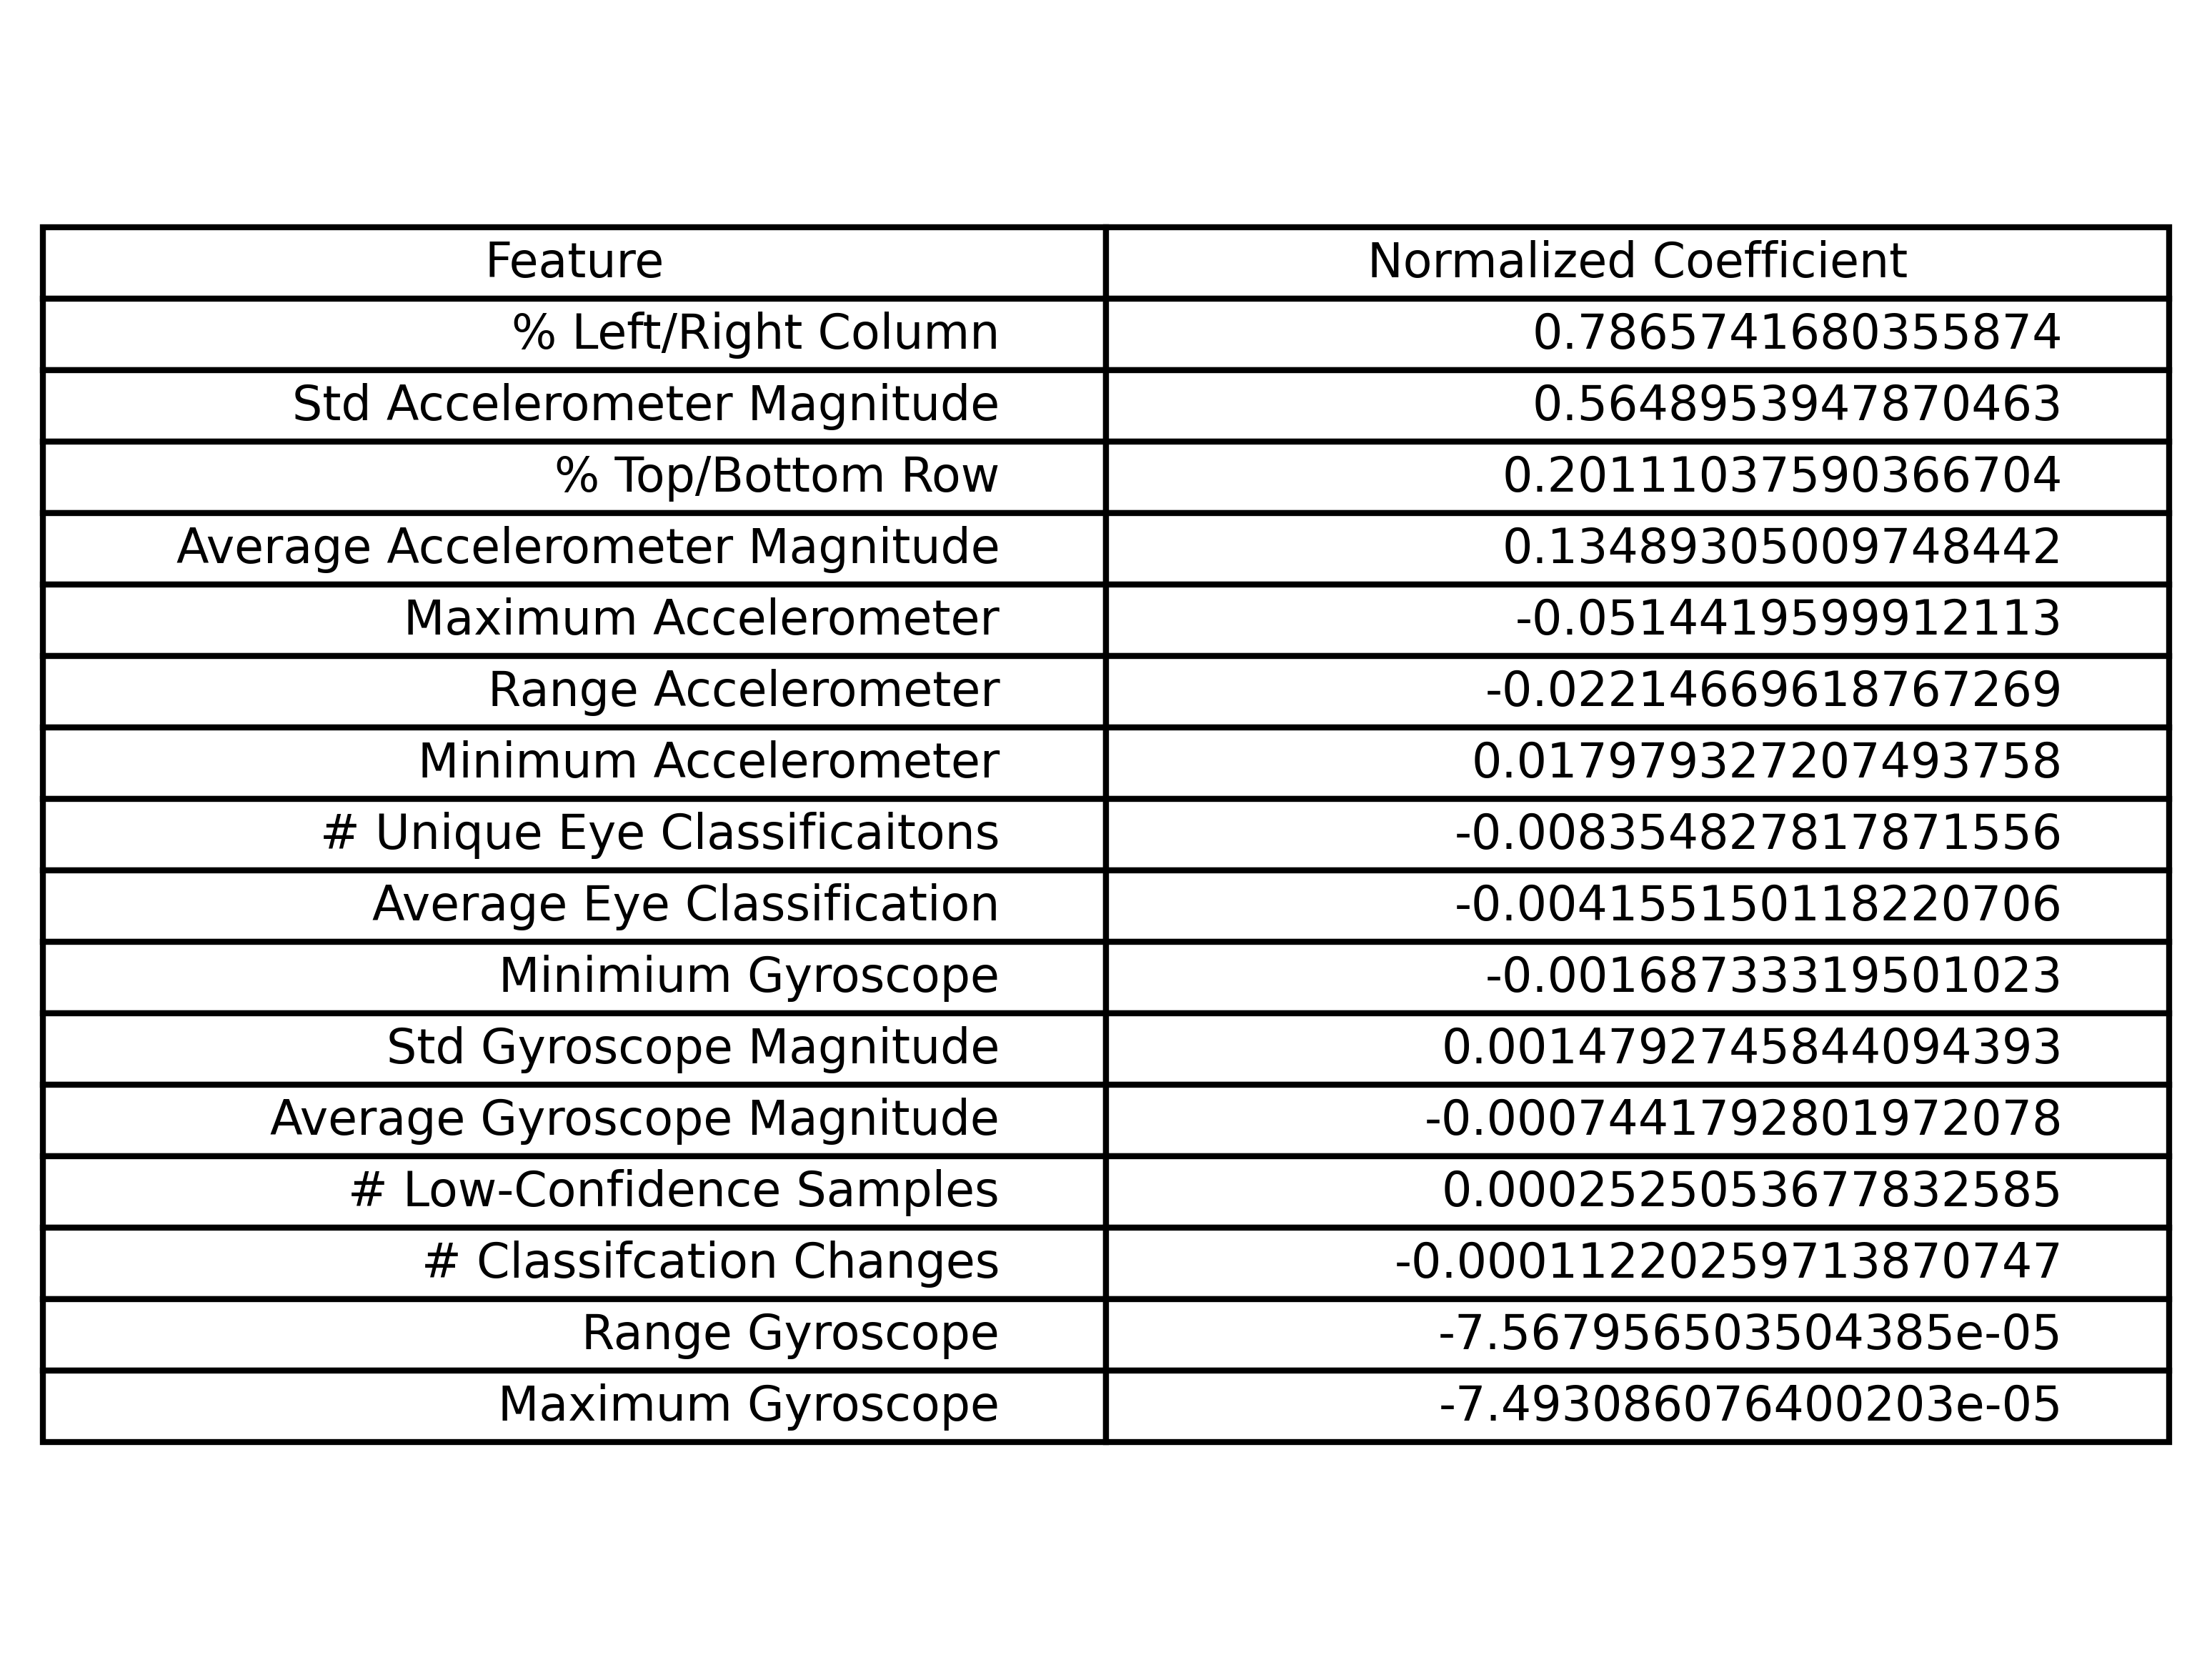 Feature Normalized Coefficient
% Left/Right Column 0.7865741680355874
Std Accelerometer Magnitude 0.5648953947870463
% Top/Bottom Row 0.20111037590366704
Average Accelerometer Magnitude 0.13489305009748442
Maximum Accelerometer -0.0514419599912113
Range Accelerometer -0.02214669618767269
Minimum Accelerometer 0.017979327207493758
# Unique Eye Classificaitons -0.008354827817871556
Average Eye Classification -0.004155150118220706
Minimium Gyroscope -0.00168733319501023
Std Gyroscope Magnitude 0.0014792745844094393
Average Gyroscope Magnitude -0.0007441792801972078
# Low-Confidence Samples 0.0002525053677832585
# Classifcation Changes -0.00011220259713870747
Range Gyroscope -7.567956503504385e-05
Maximum Gyroscope -7.493086076400203e-05